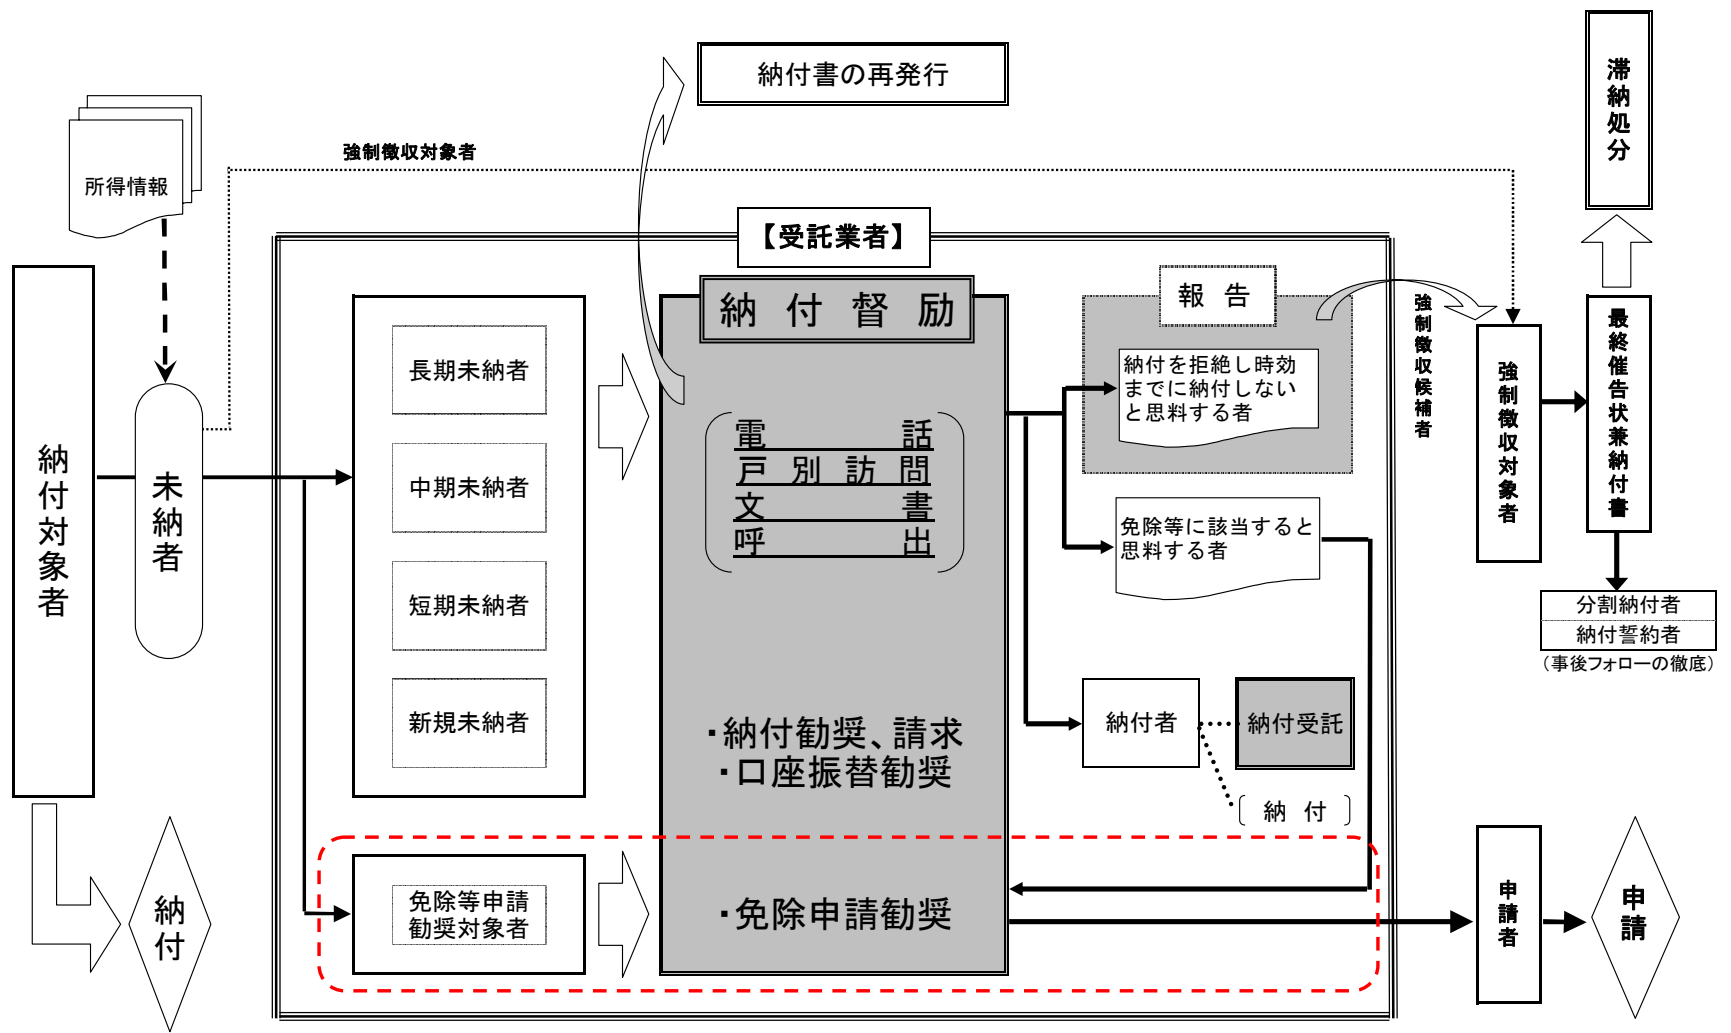 納付書の再発行
滞納処分
所得情報
強制徴収対象者
【受託業者】
納付対象者
未納者
納付
長期未納者
中期未納者
短期未納者
新規未納者
免除等申請
勧奨対象者
納付督励
電話
戸別訪問
文書
呼出
・納付勧奨、請求
・口座振替勧奨
・免除申請勧奨
報告
納付を拒絶し時効
までに納付しない
と思料する者
免除等に該当すると
思料する者
納付者
納付受託
納付
強制徴収候補者
強制徴収対象者
最終催告状兼納付書
分割納付者
納付誓約者
（事後フォローの徹底）
申請者
申請